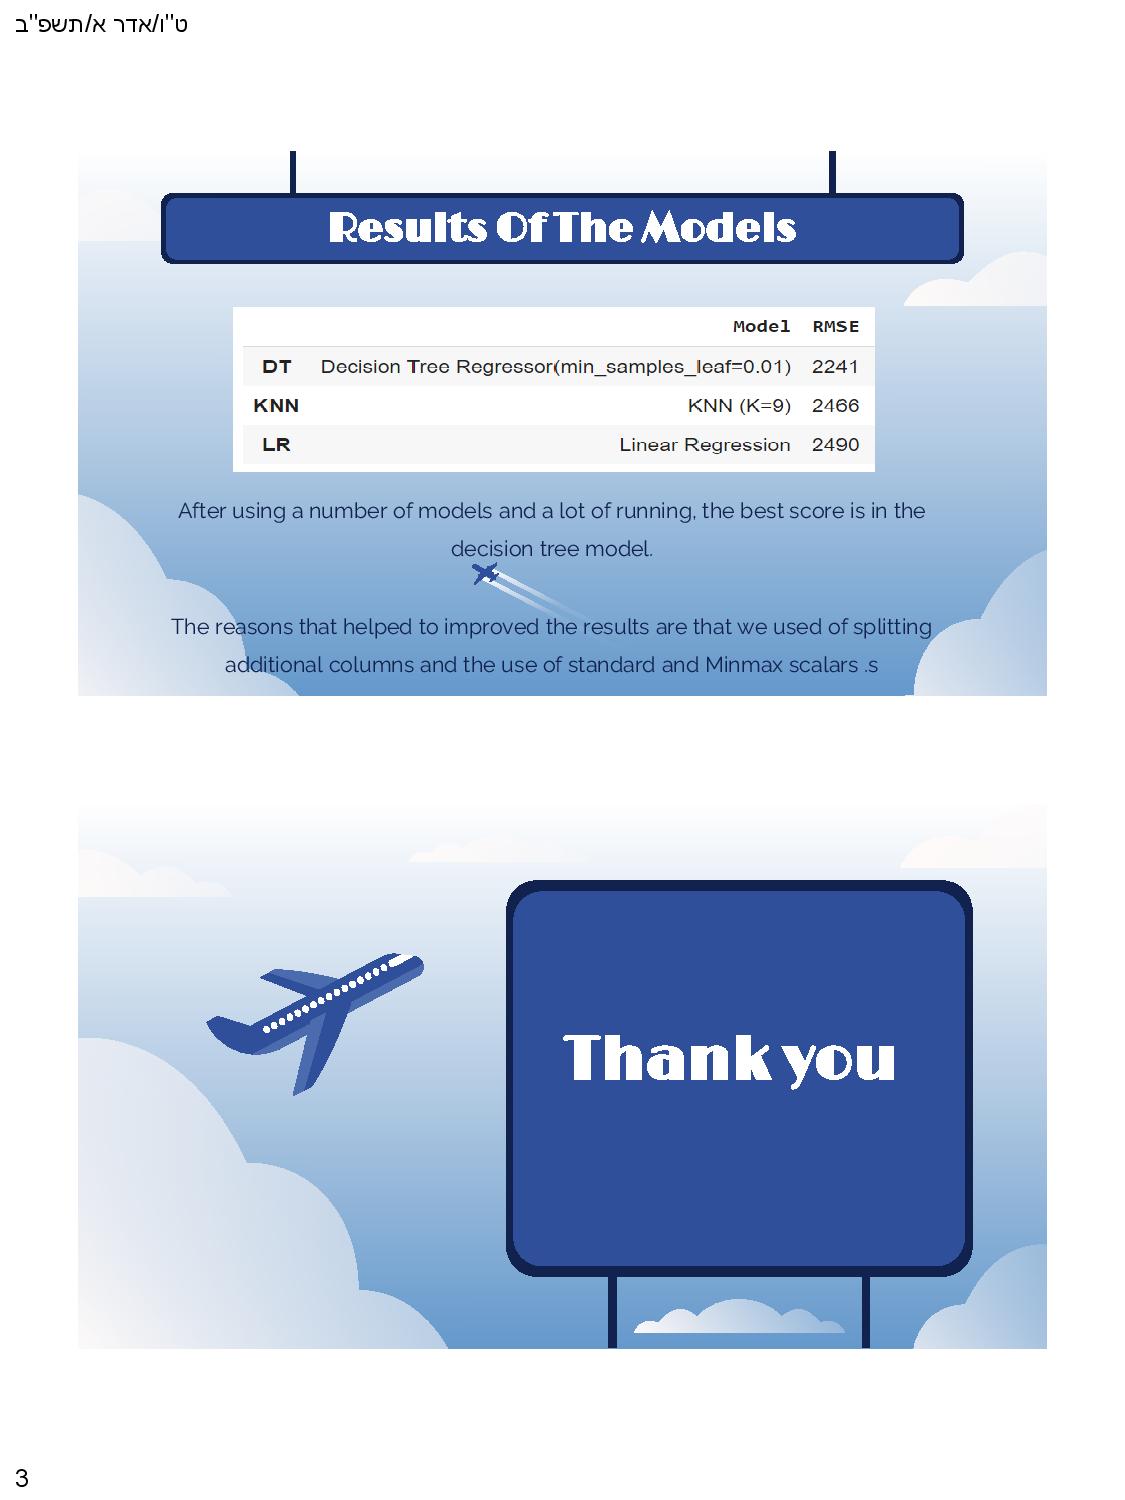 ט"ו/אדר א/תשפ"ב
Results Of The Models
Model RMSE
DT Decision Tree Regressor(min_samples_leaf=0.01) 2241
KNN KNN (K=9) 2466
LR Linear Regression 2490
After using a number of models and a lot of running, the best score is in the
decision tree model.
The reasons that helped to improved the results are that we used of splitting
additional columns and the use of standard and Minmax scalars .s
Thank you
3